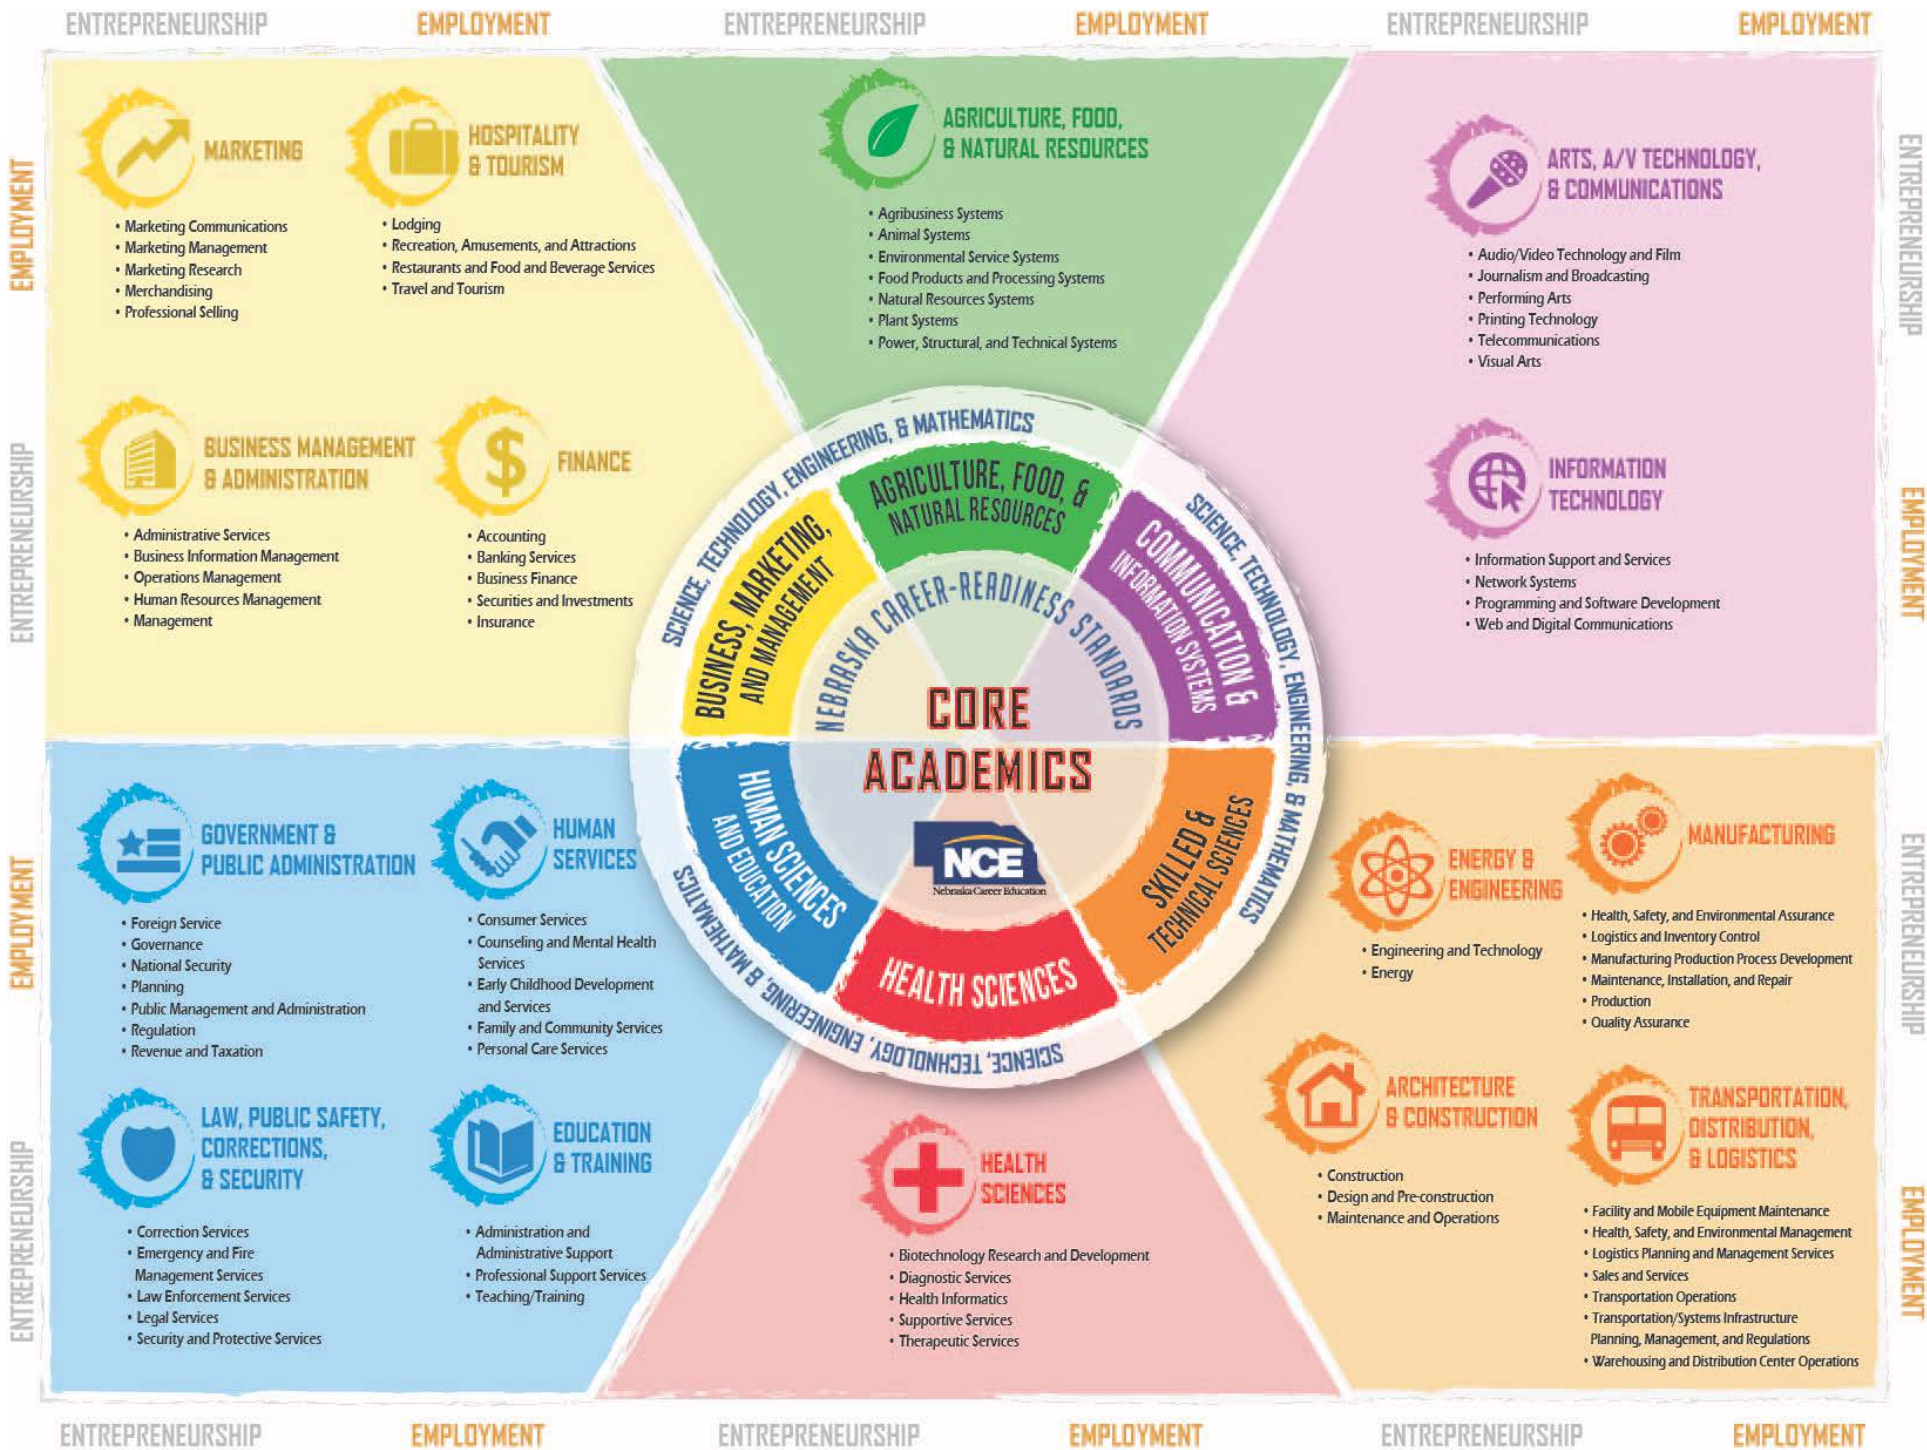 ENTREPRENEURSHIP
EMPLOYMENT
ENTREPRENEURSHIP
EMPLOYMENT
ENTREPRENEURSHIP
EMPLOYMENT
EMPLOYMENT
ENTREPRENEURSHIP
EMPLOYMENT
ENTREPRENEURSHIP
MARKETING
• Marketing Communications
• Marketing Management
• Marketing Research
• Merchandising
• Professional Selling
HOSPITALITY
& TOURISM
• Lodging
• Recreation, Amusements, and Attractions
• Restaurants and Food and Beverage Services
• Travel and Tourism
BUSINESS MANAGEMENT
& ADMINISTRATION
• Administrative Services
• Business Information Management
• Operations Management
• Human Resources Management
• Management
FINANCE
• Accounting
• Banking Services
• Business Finance
• Securities and Investments
• Insurance
AGRICULTURE, FOOD,
& NATURAL RESOURCES
• Agribusiness Systems
• Animal Systems
• Environmental Service Systems
• Food Products and Processing Systems
• Natural Resources Systems
• Plant Systems
• Power, Structural, and Technical Systems
ARTS, A/V TECHNOLOGY,
& COMMUNICATIONS
• Audio/Video Technology and Film
• Journalism and Broadcasting
• Performing Arts
• Printing Technology
• Telecommunications
• Visual Arts
INFORMATION
TECHNOLOGY
• Information Support and Services
• Network Systems
• Programming and Software Development
• Web and Digital Communications
SCIENCE, TECHNOLOGY, ENGINEERING, & MATHEMATICS
SCIENCE, TECHNOLOGY, ENGINEERING, & MATHEMATICS
SCIENCE, TECHNOLOGY, ENGINEERING, & MATHEMATICS
AGRICULTURE, FOOD, &
NATURAL RESOURCES
COMMUNICATION &
INFORMATION SYSTEMS
BUSINESS, MARKETING,
AND MANAGEMENT
HUMAN SCIENCES
AND EDUCATION
HEALTH SCIENCES
SKILLED &
TECHNICAL SCIENCES
NEBRASKA CAREER-READINESS STANDARDS
CORE
ACADEMICS
NCE
Nebraska Career Education
GOVERNMENT &
PUBLIC ADMINISTRATION
• Foreign Service
• Governance
• National Security
• Planning
• Public Management and Administration
• Regulation
• Revenue and Taxation
HUMAN
SERVICES
• Consumer Services
• Counseling and Mental Health
Services
• Early Childhood Development
and Services
• Family and Community Services
• Personal Care Services
LAW, PUBLIC SAFETY,
CORRECTIONS,
& SECURITY
• Correction Services
• Emergency and Fire
Management Services
• Law Enforcement Services
• Legal Services
• Security and Protective Services
EDUCATION
& TRAINING
• Administration and
Administrative Support
• Professional Support Services
• Teaching/Training
HEALTH
SCIENCES
• Biotechnology Research and Development
• Diagnostic Services
• Health Informatics
• Supportive Services
• Therapeutic Services
ENERGY &
ENGINEERING
• Engineering and Technology
• Energy
MANUFACTURING
• Health, Safety, and Environmental Assurance
• Logistics and Inventory Control
• Manufacturing Production Process Development
• Maintenance, Installation, and Repair
• Production
• Quality Assurance
ARCHITECTURE
& CONSTRUCTION
• Construction
• Design and Pre-construction
• Maintenance and Operations
TRANSPORTATION,
DISTRIBUTION,
& LOGISTICS
• Facility and Mobile Equipment Maintenance
• Health, Safety, and Environmental Management
• Logistics Planning and Management Services
• Sales and Services
• Transportation Operations
• Transportation/Systems Infrastructure
Planning, Management, and Regulations
• Warehousing and Distribution Center Operations
ENTREPRENEURSHIP
EMPLOYMENT
ENTREPRENEURSHIP
EMPLOYMENT
ENTREPRENEURSHIP
EMPLOYMENT
ENTREPRENEURSHIP
EMPLOYMENT
ENTREPRENEURSHIP
EMPLOYMENT